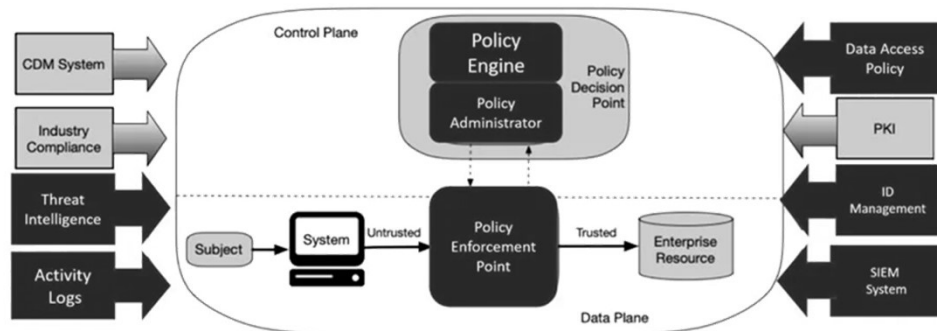 Control Plane
Policy
Engine
Policy
Administrator
Policy
Decision
Point
CDM System
Industry
Compliance
Threat
Intelligence
Activity
Logs
Data Access
Policy
PKI
ID
Management
SIEM
System
Subject
System
Untrusted
Policy
Enforcement
Point
Trusted
Enterprise
Resource
Data Plane